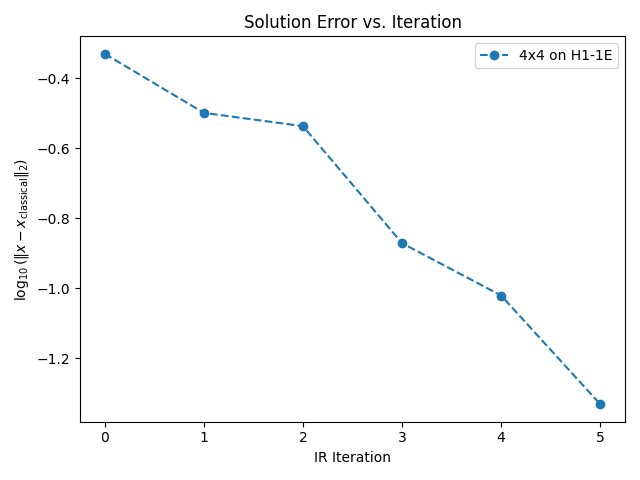 Solution Error vs. Iteration
4x4 on H1-1E
log₁₀ (‖x − x_classical‖₂)
−0.4
−0.6
−0.8
−1.0
−1.2
0 1 2 3 4 5
IR Iteration